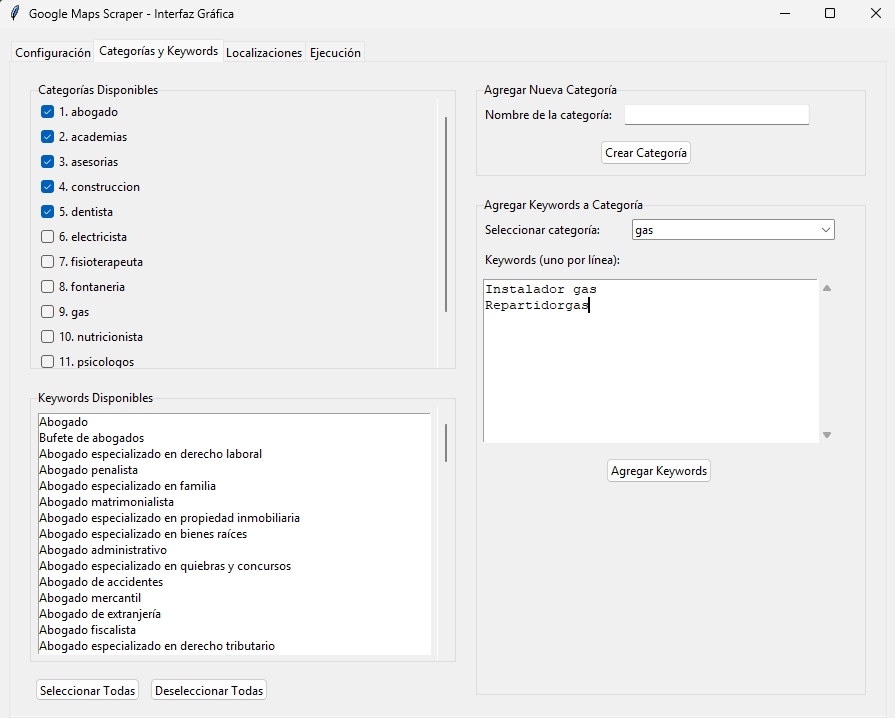 Google Maps Scraper - Interfaz Gráfica
Configuración
Categorías y Keywords
Localizaciones
Ejecución
Categorías Disponibles
1. abogado
2. academias
3. asesorias
4. construccion
5. dentista
6. electricista
7. fisioterapeuta
8. fontaneria
9. gas
10. nutricionista
11. psicologos
Keywords Disponibles
Abogado
Bufete de abogados
Abogado especializado en derecho laboral
Abogado penalista
Abogado especializado en familia
Abogado matrimonialista
Abogado especializado en propiedad inmobiliaria
Abogado especializado en bienes raíces
Abogado administrativo
Abogado especializado en quiebras y concursos
Abogado de accidentes
Abogado mercantil
Abogado de extranjería
Abogado fiscalista
Abogado especializado en derecho tributario
Seleccionar Todas
Deseleccionar Todas
Agregar Nueva Categoría
Nombre de la categoría:
Crear Categoría
Agregar Keywords a Categoría
Seleccionar categoría:
gas
Keywords (uno por línea):
Instalador gas
Repartidorgas
Agregar Keywords